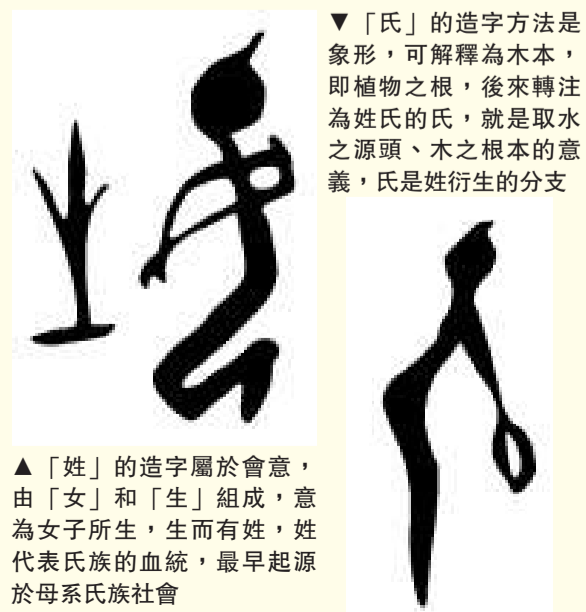 ▼「氏」的造字方法是
象形，可解釋為木本，
即植物之根，後來轉注
為姓氏的氏，就是取水
之源頭、木之根本的意
義，氏是姓衍生的分支
▲「姓」的造字屬於會意，
由「女」和「生」組成，意
為女子所生，生而有姓，姓
代表氏族的血統，最早起源
於母系氏族社會